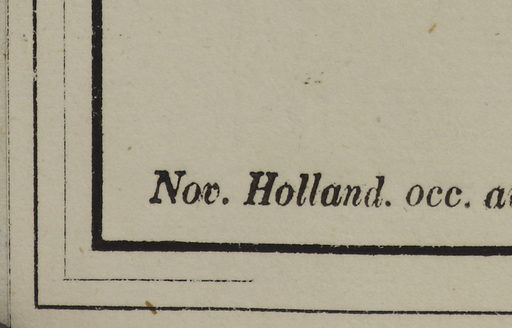 Nov. Holland. occ. a